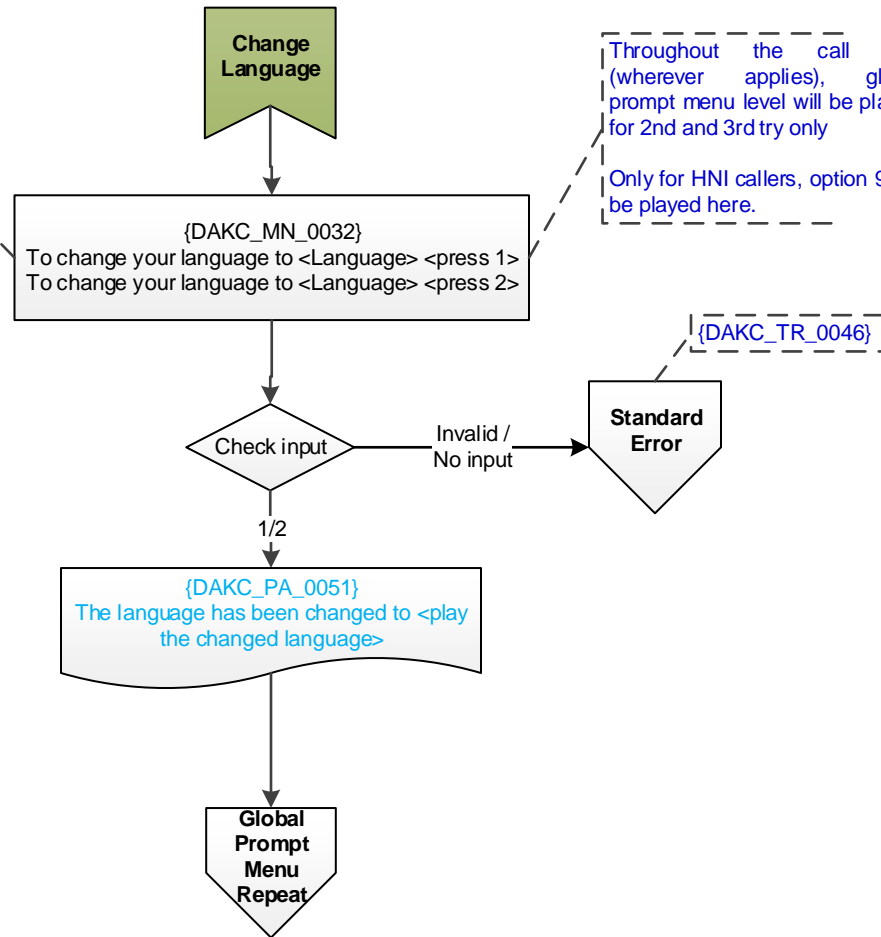 Change
Language
Throughout the call
(wherever applies),
prompt menu level will be
for 2nd and 3rd try only
Only for HNI callers, option 9
be played here.
{DAKC_MN_0032}
To change your language to <Language> <press 1>
To change your language to <Language> <press 2>
{DAKC_TR_0046}
Standard
Error
Check input
Invalid /
No input
1/2
{DAKC_PA_0051}
The language has been changed to <play
the changed language>
Global
Prompt
Menu
Repeat